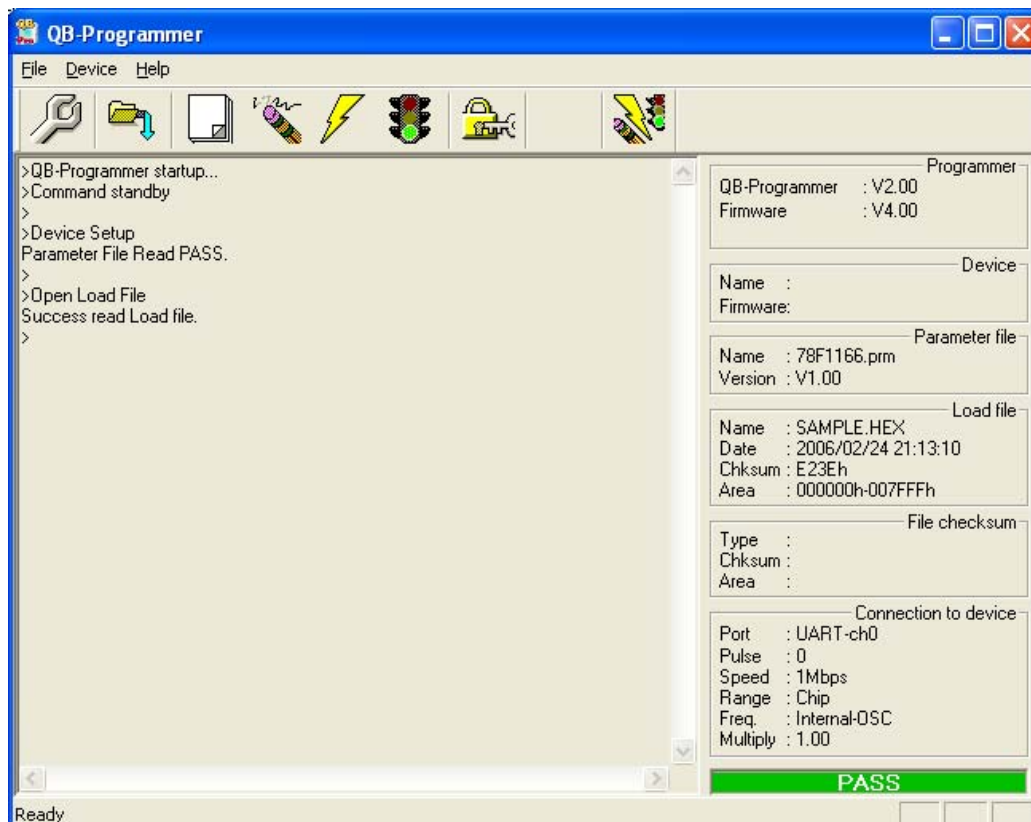 QB-Programmer
File Device Help
>QB-Programmer startup...
>Command standby
>
>Device Setup
Parameter File Read PASS.
>
>Open Load File
Success read Load file.
>
Programmer
QB-Programmer : V2.00
Firmware : V4.00
Device
Name :
Firmware:
Parameter file
Name : 78F1166.prm
Version : V1.00
Load file
Name : SAMPLE.HEX
Date : 2006/02/24 21:13:10
Chksum : E23Eh
Area : 000000h-007FFFh
File checksum
Type :
Chksum :
Area :
Connection to device
Port : UART-ch0
Pulse : 0
Speed : 1Mbps
Range : Chip
Freq. : Internal-OSC
Multiply : 1.00
PASS
Ready